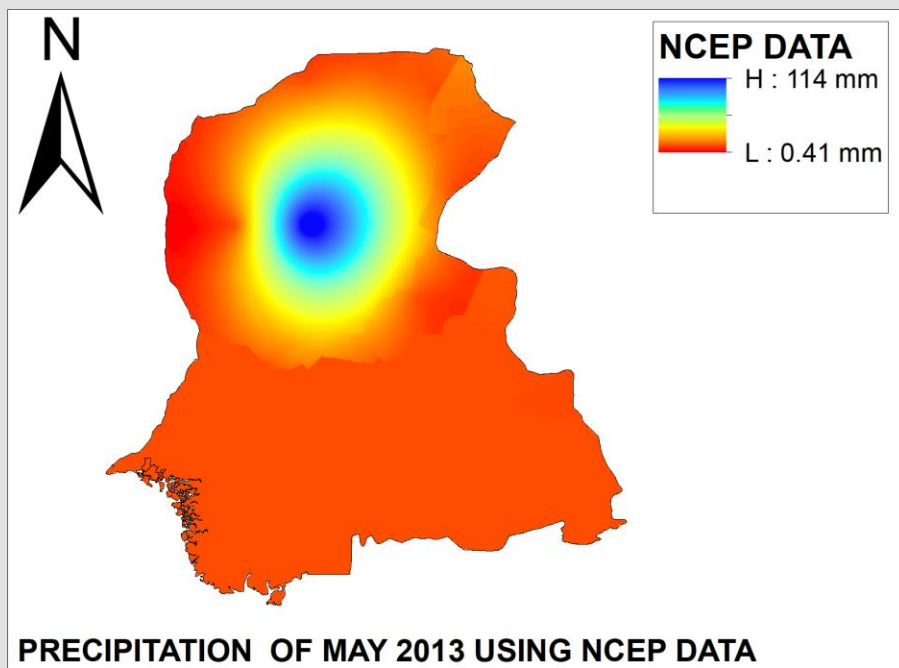 N
NCEP DATA
H : 114 mm
L : 0.41 mm
PRECIPITATION  OF MAY 2013 USING NCEP DATA